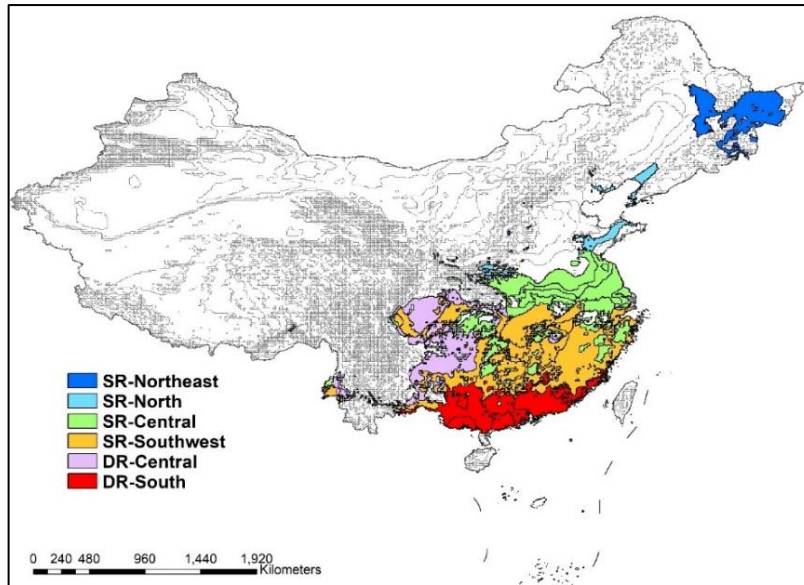 SR-Northeast
SR-North
SR-Central
SR-Southwest
DR-Central
DR-South
0 240 480 960 1,440 1,920
Kilometers